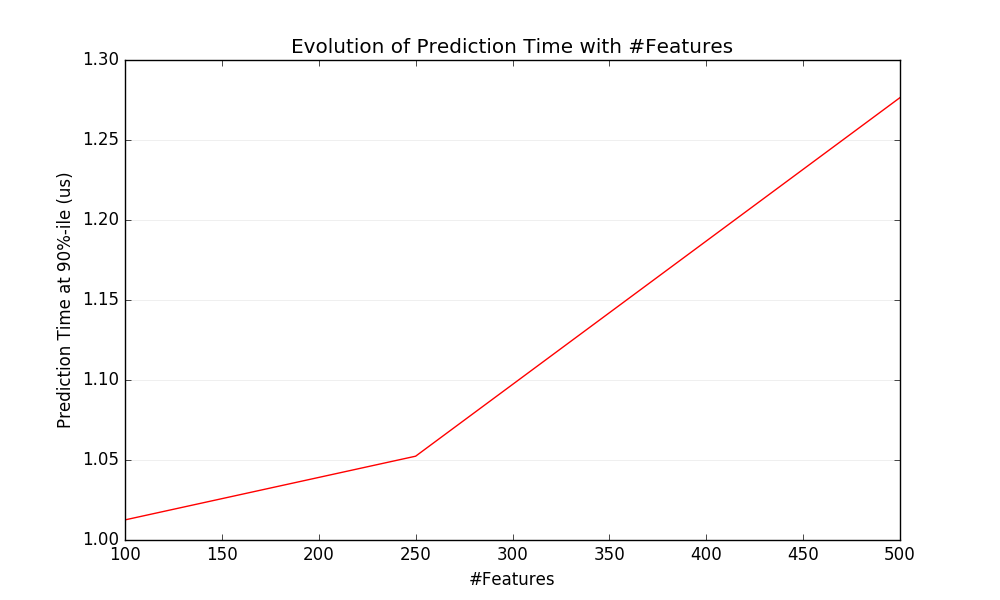 Evolution of Prediction Time with #Features
Prediction Time at 90%-ile (us)
1.30
1.25
1.20
1.15
1.10
1.05
1.00
100 150 200 250 300 350 400 450 500
#Features